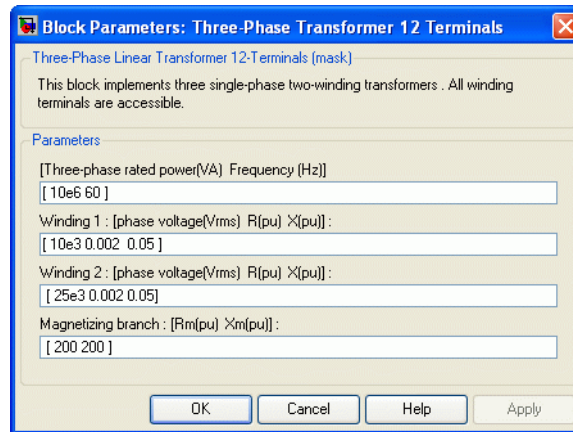 Block Parameters: Three-Phase Transformer 12 Terminals
Three-Phase Linear Transformer 12-Terminals (mask)
This block implements three single-phase two-winding transformers . All winding
terminals are accessible.
Parameters
[Three-phase rated power(VA) Frequency (Hz)]
[ 10e6 60 ]
Winding 1 : [phase voltage(Vrms) R(pu) X(pu)] :
[ 10e3 0.002 0.05 ]
Winding 2 : [phase voltage(Vrms) R(pu) X(pu)] :
[ 25e3 0.002 0.05]
Magnetizing branch : [Rm(pu) Xm(pu)] :
[ 200 200 ]
OK Cancel Help Apply